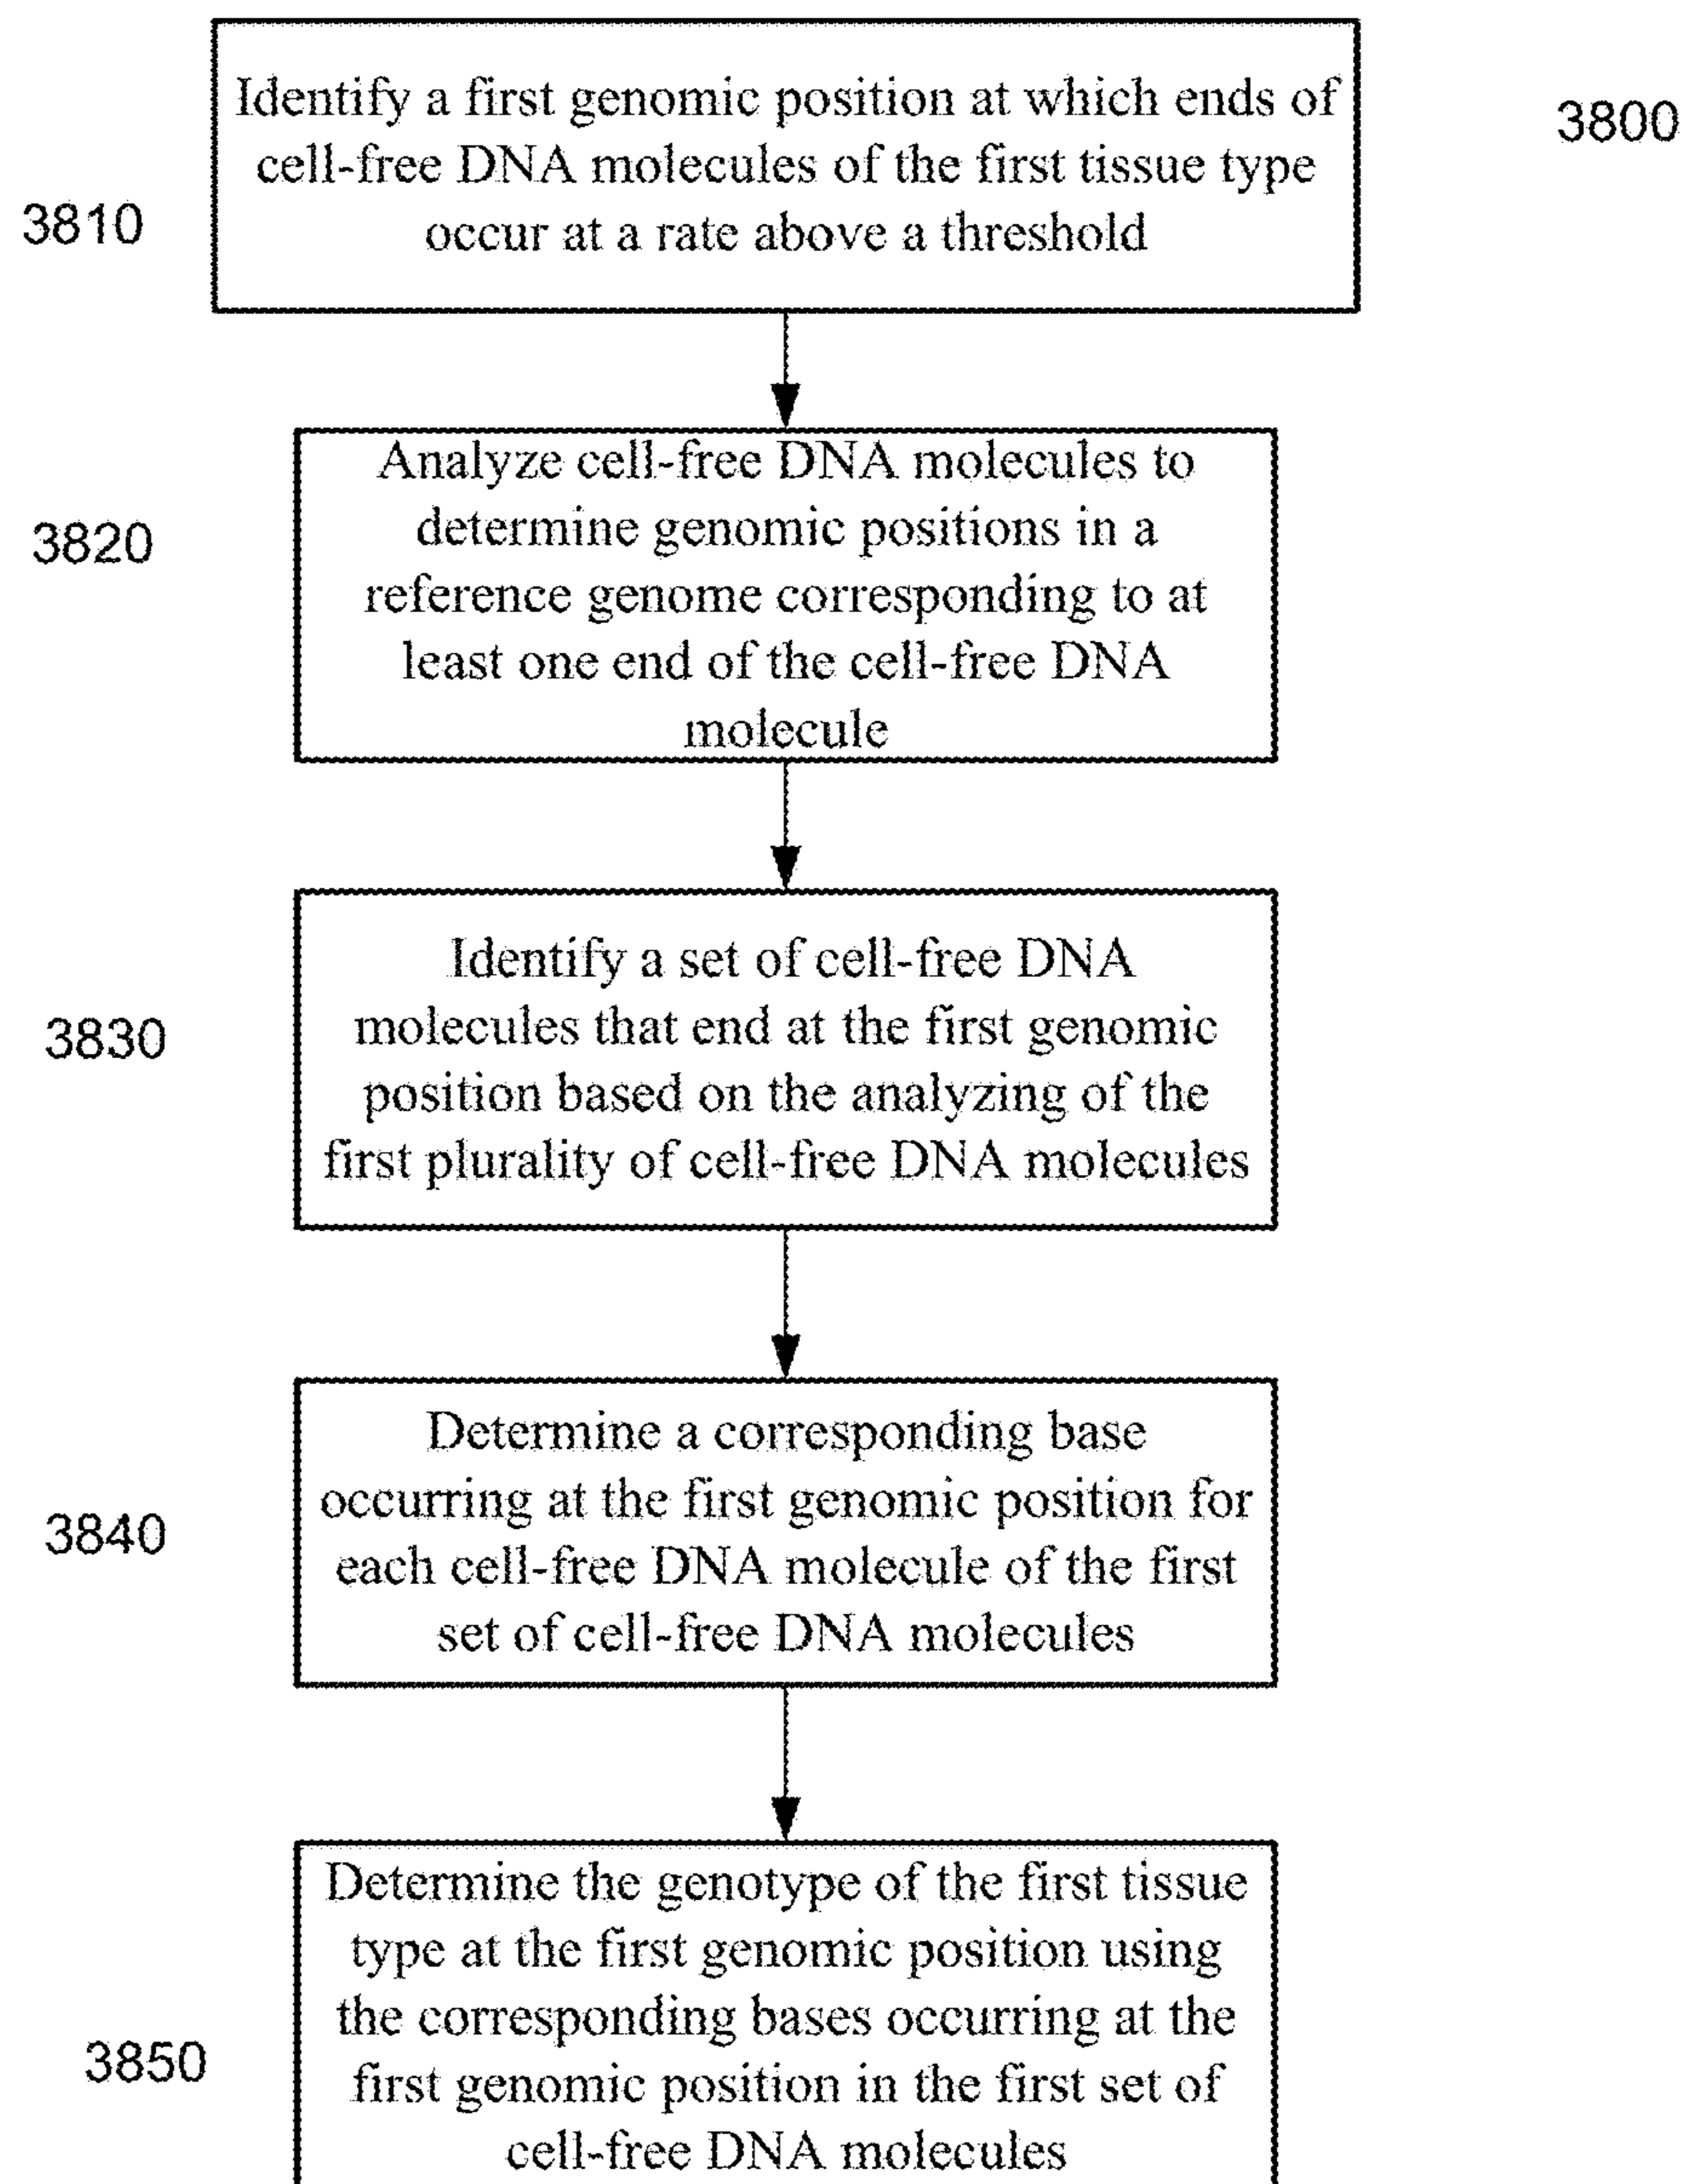 Identify a first genomic position at which ends of
cell-free DNA molecules of the first tissue type
occur at a rate above a threshold
3800
3810
Analyze cell-free DNA molecules to
determine genomic positions in a
reference genome corresponding to at
least one end of the cell-free DNA
molecule
3820
Identify a set of cell-free DNA
molecules that end at the first genomic
position based on the analyzing of the
first plurality of cell-free DNA molecules
3830
Determine a corresponding base
occurring at the first genomic position for
each cell-free DNA molecule of the first
set of cell-free DNA molecules
3840
Determine the genotype of the first tissue
type at the first genomic position using
the corresponding bases occurring at the
first genomic position in the first set of
cell-free DNA molecules
3850